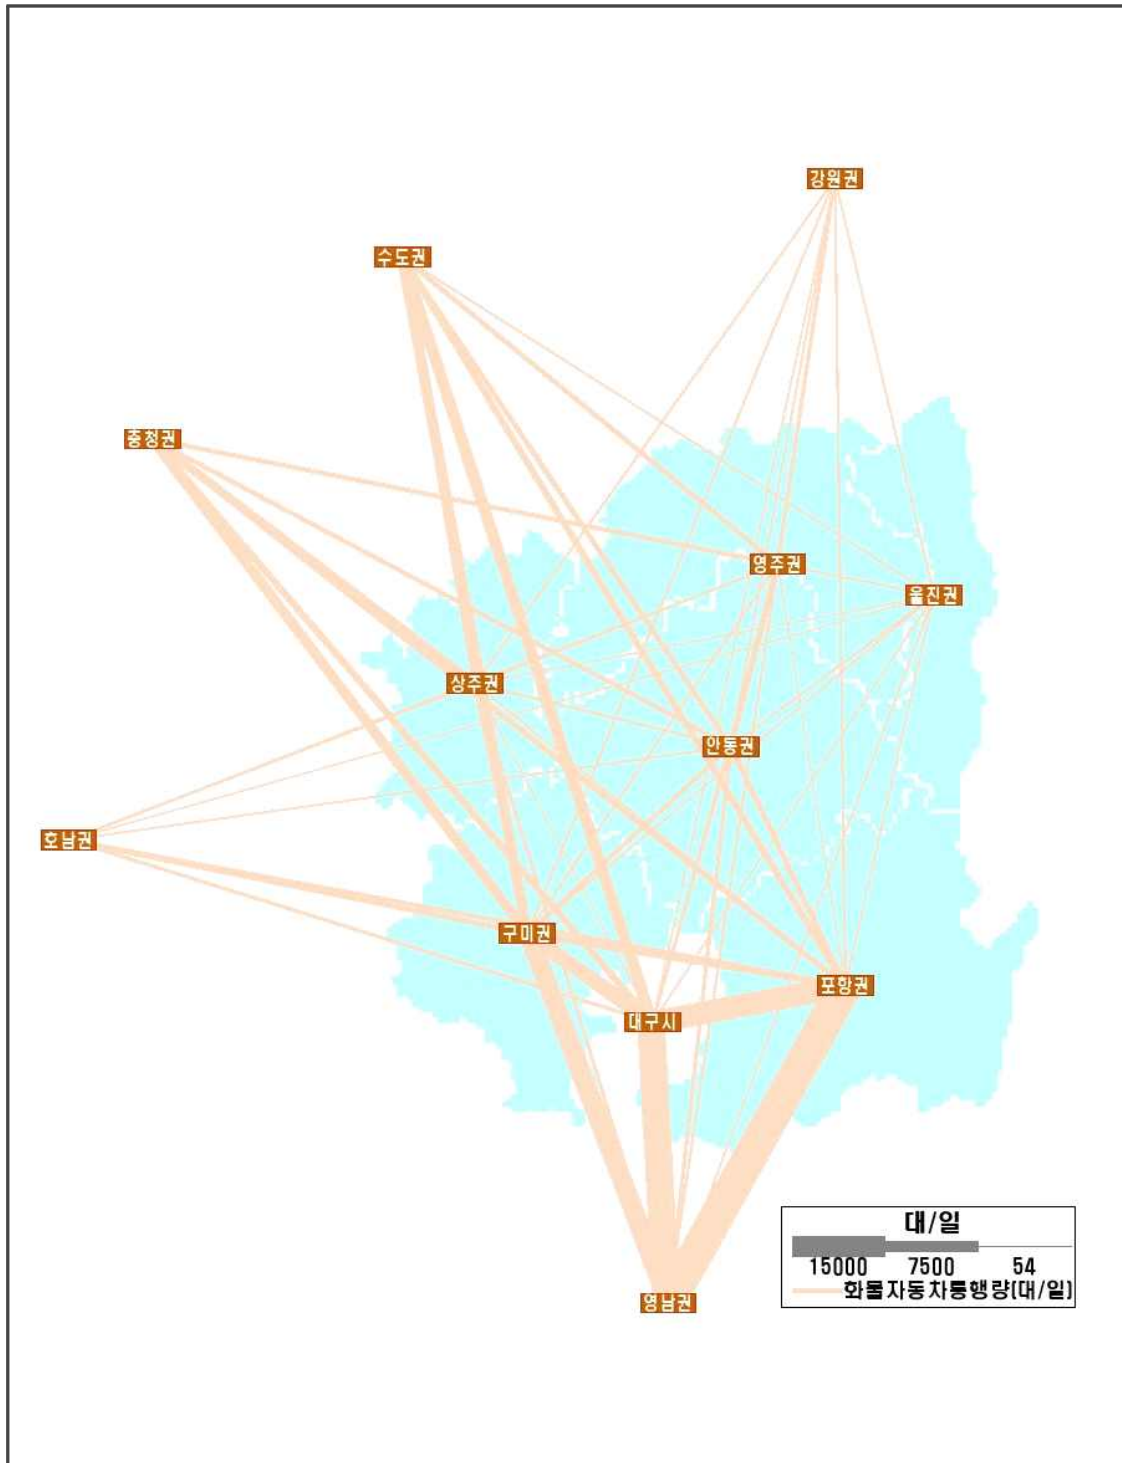 강원권
수도권
충청권
영주권
울진권
상주권
안동권
호남권
구미권
포항권
대구시
영남권
대/일
15000 7500 54
화물자동차통행량(대/일)